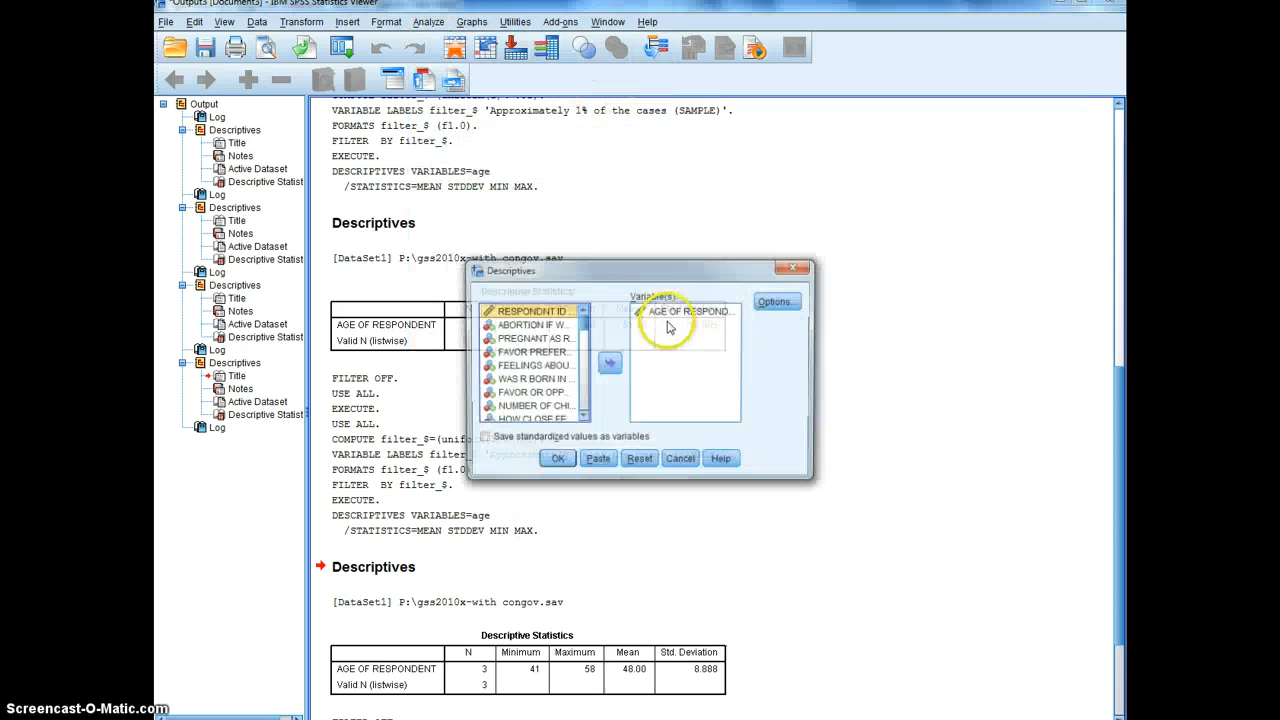 *Output3 [Document3] - IBM SPSS Statistics Viewer
File Edit View Data Transform Insert Format Analyze Graphs Utilities Add-ons Window Help
Output
Log
Descriptives
Title
Notes
Active Dataset
Descriptive Statist
Log
Descriptives
Title
Notes
Active Dataset
Descriptive Statist
Log
Descriptives
Title
Notes
Active Dataset
Descriptive Statist
Log
Descriptives
Title
Notes
Active Dataset
Descriptive Statist
Log
VARIABLE LABELS filter_$ 'Approximately 1% of the cases (SAMPLE)'.
FORMATS filter_$ (f1.0).
FILTER BY filter_$.
EXECUTE.
DESCRIPTIVES VARIABLES=age
/STATISTICS=MEAN STDDEV MIN MAX.
Descriptives
[DataSet1] P:\gss2010x-with congov.sav
AGE OF RESPONDENT
Valid N (listwise)
Descriptives
Descriptive Statistics
Variable(s):
RESPONDNT ID ...
ABORTION IF W...
PREGNANT AS R...
FAVOR PREFER...
FEELINGS ABOU...
WAS R BORN IN ...
FAVOR OR OPP...
NUMBER OF CHI...
HOW CLOSE FE...
AGE OF RESPOND...
Options...
Save standardized values as variables
OK Paste Reset Cancel Help
FILTER OFF.
USE ALL.
EXECUTE.
USE ALL.
COMPUTE filter_$=(unifo
VARIABLE LABELS filter_$ 'Approxim
FORMATS filter_$ (f1.0
FILTER BY filter_$.
EXECUTE.
DESCRIPTIVES VARIABLES=age
/STATISTICS=MEAN STDDEV MIN MAX.
Descriptives
[DataSet1] P:\gss2010x-with congov.sav
Descriptive Statistics
N Minimum Maximum Mean Std. Deviation
AGE OF RESPONDENT 3 41 58 48.00 8.888
Valid N (listwise) 3
Screencast-O-Matic.com